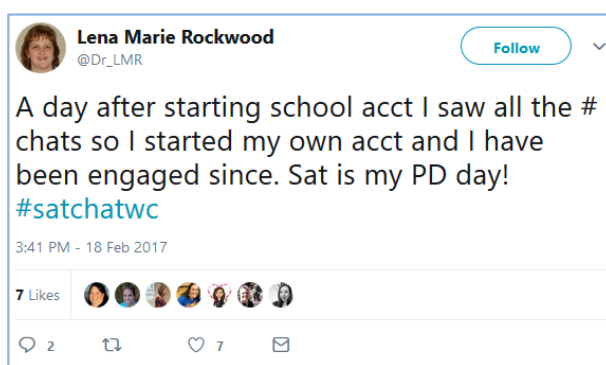 Lena Marie Rockwood
@Dr_LMR
Follow
A day after starting school acct I saw all the #
chats so I started my own acct and I have
been engaged since. Sat is my PD day!
#satchatwc
3:41 PM - 18 Feb 2017
7 Likes
2 7